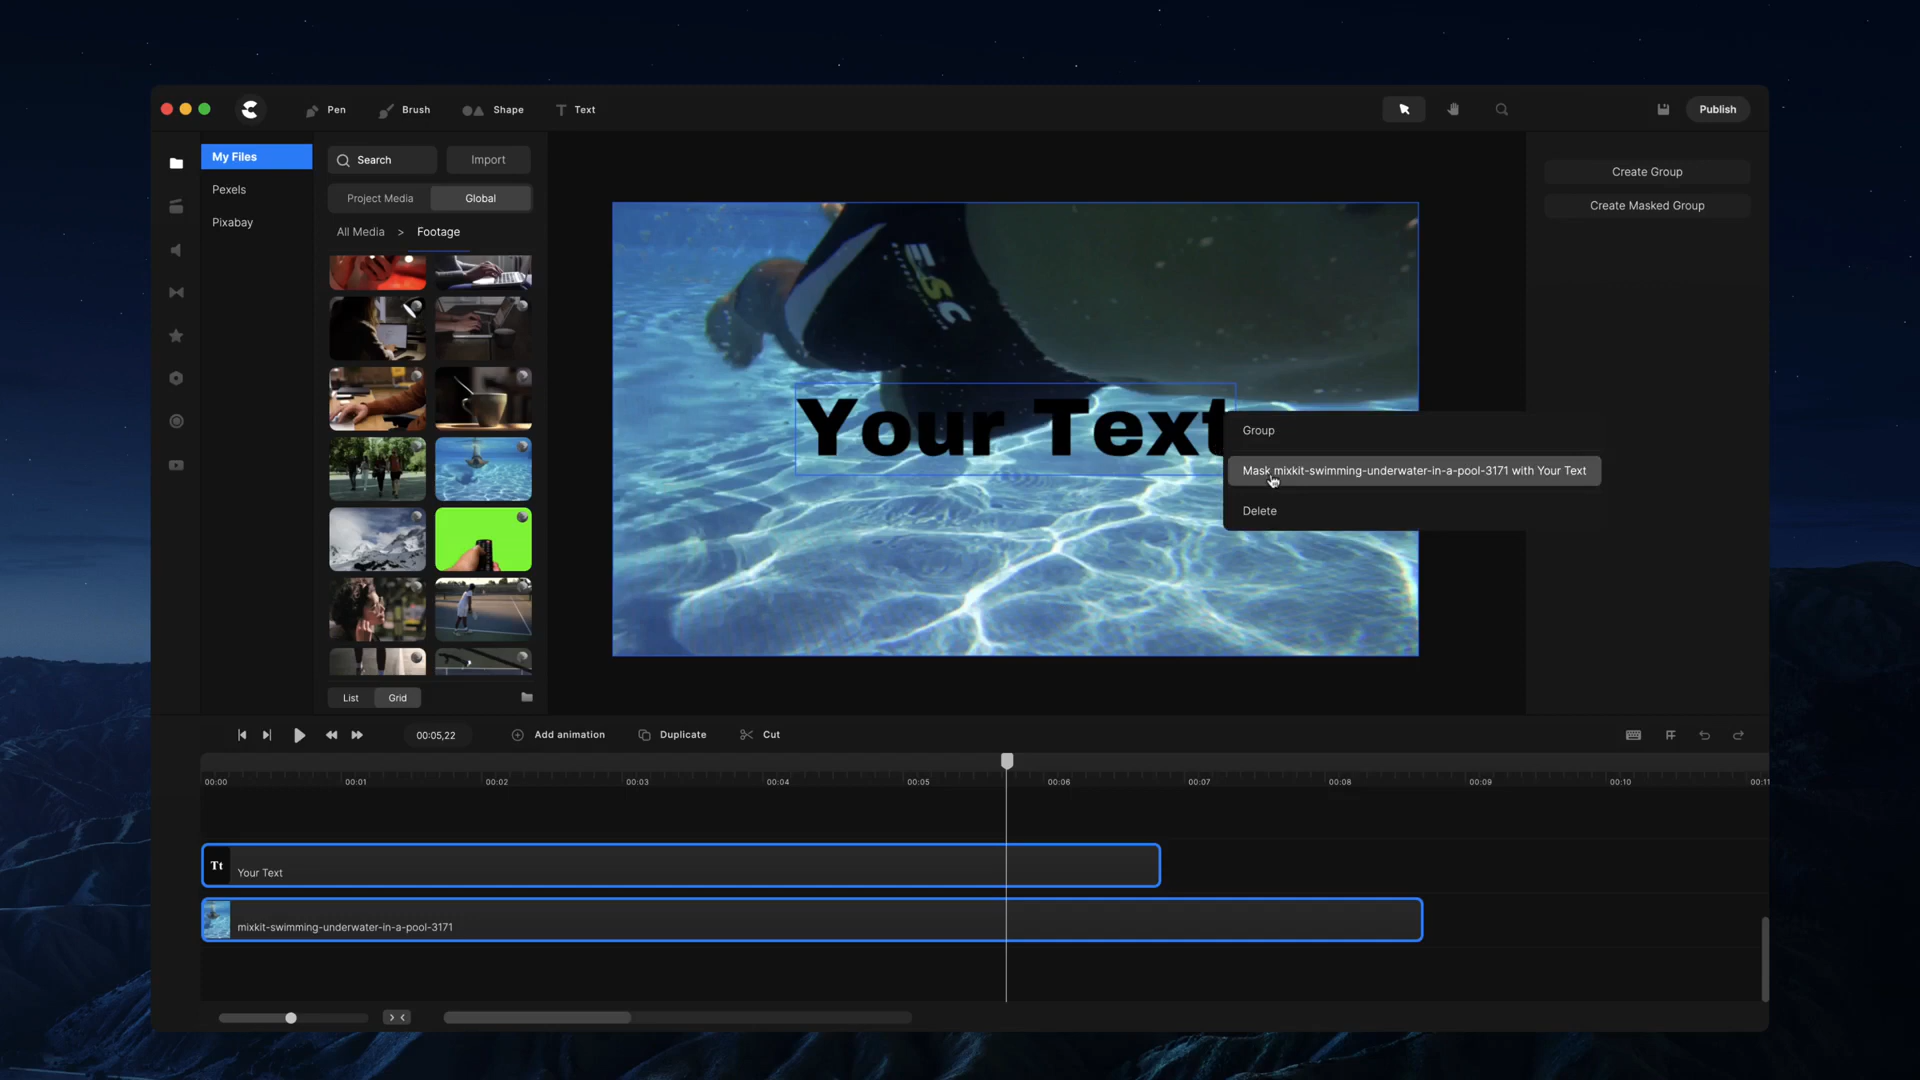 Pen
Brush
Shape
Text
Publish
My Files
Pexels
Pixabay
Search
Import
Project Media
Global
All Media > Footage
ESC
Your Text
Group
Mask mixkit-swimming-underwater-in-a-pool-3171 with Your Text
Delete
Create Group
Create Masked Group
List
Grid
00:05,22
Add animation
Duplicate
Cut
00:00
00:01
00:02
00:03
00:04
00:05
00:06
00:07
00:08
00:09
00:10
00:11
Tt
Your Text
mixkit-swimming-underwater-in-a-pool-3171